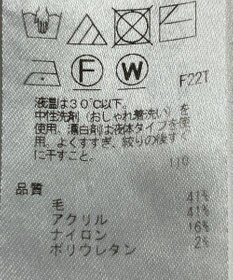 F
W
F22T
液温は30℃以下。
中性洗剤(おしゃれ着洗い)を
使用、漂白剤は液体タイプを使
用、よくすすぎ、絞りの後す
に干すこと。
110
品質
毛 41%
アクリル 41%
ナイロン 16%
ポリウレタン 2%